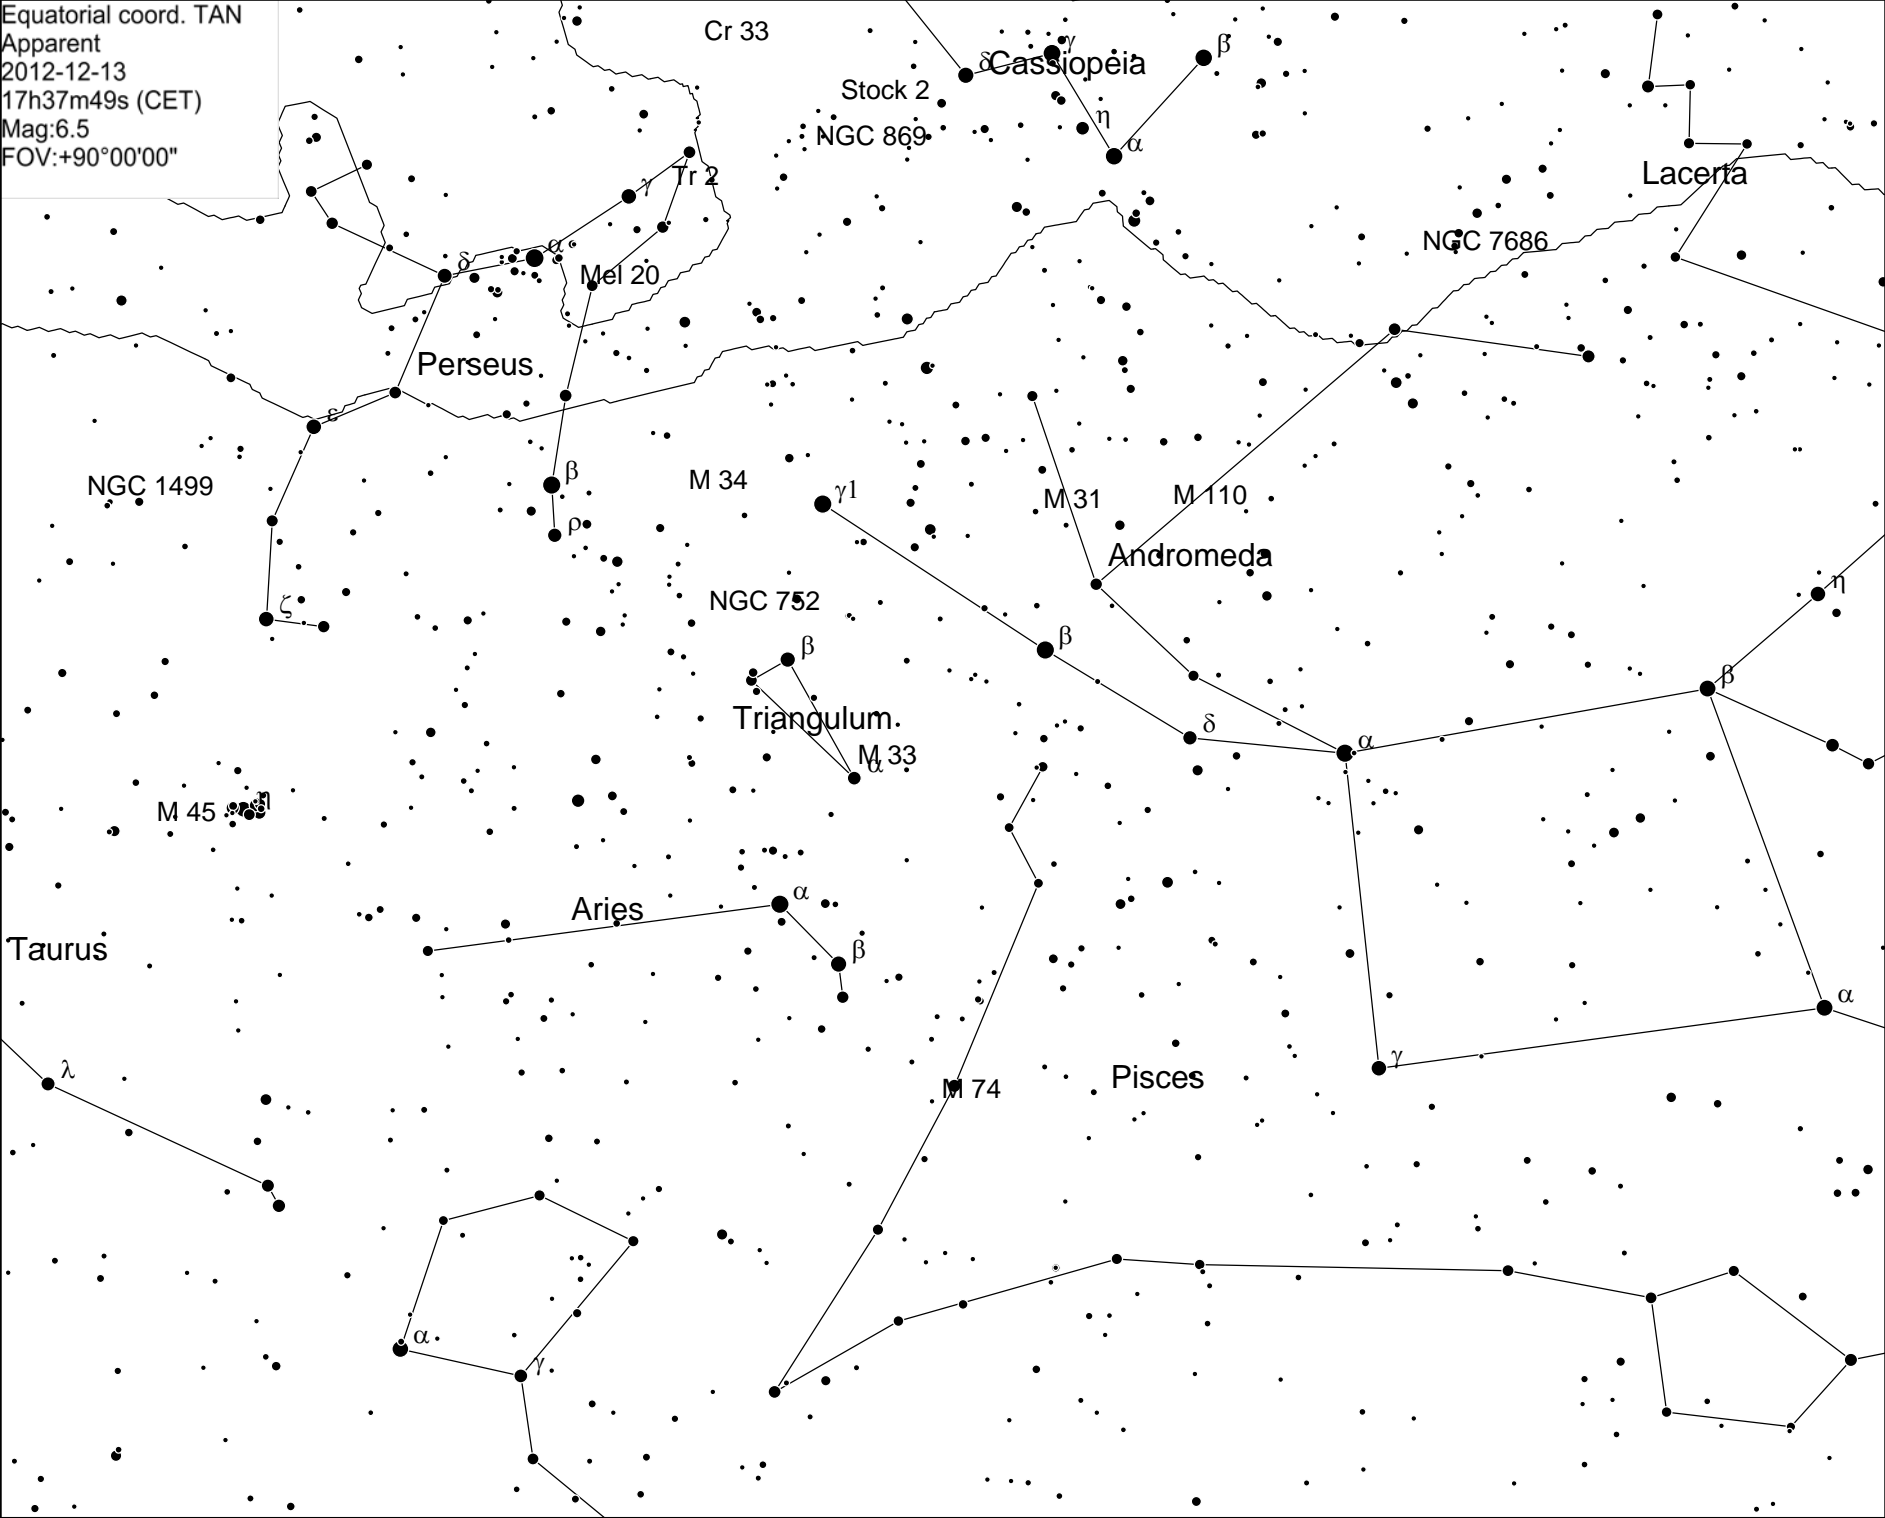 Equatorial coord. TAN
Apparent
2012-12-13
17h37m49s (CET)
Mag:6.5
FOV:+90°00'00"
Cr 33
γ
β
δ
Cassiopeia
Stock 2
η
NGC 869
α
Lacerta
Tr 2
γ
NGC 7686
α
δ
Mel 20
Perseus
ε
β
M 34
NGC 1499
γ1
M 31
M 110
ρ
Andromeda
η
ζ
NGC 752
β
β
β
Triangulum
δ
α
M 33
α
η
M 45
α
Aries
β
Taurus
α
γ
λ
Pisces
M 74
α
γ